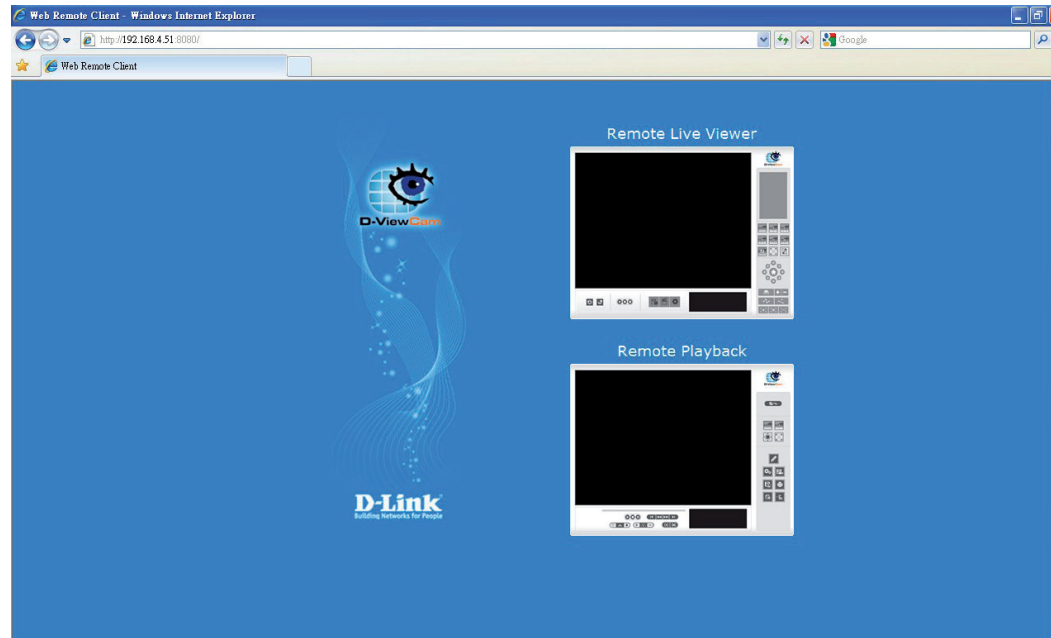 Web Remote Client - Windows Internet Explorer
http://192.168.4.51:8080/
Google
Web Remote Client
Remote Live Viewer
D-ViewCam
Remote Playback
D-Link
Building Networks for People